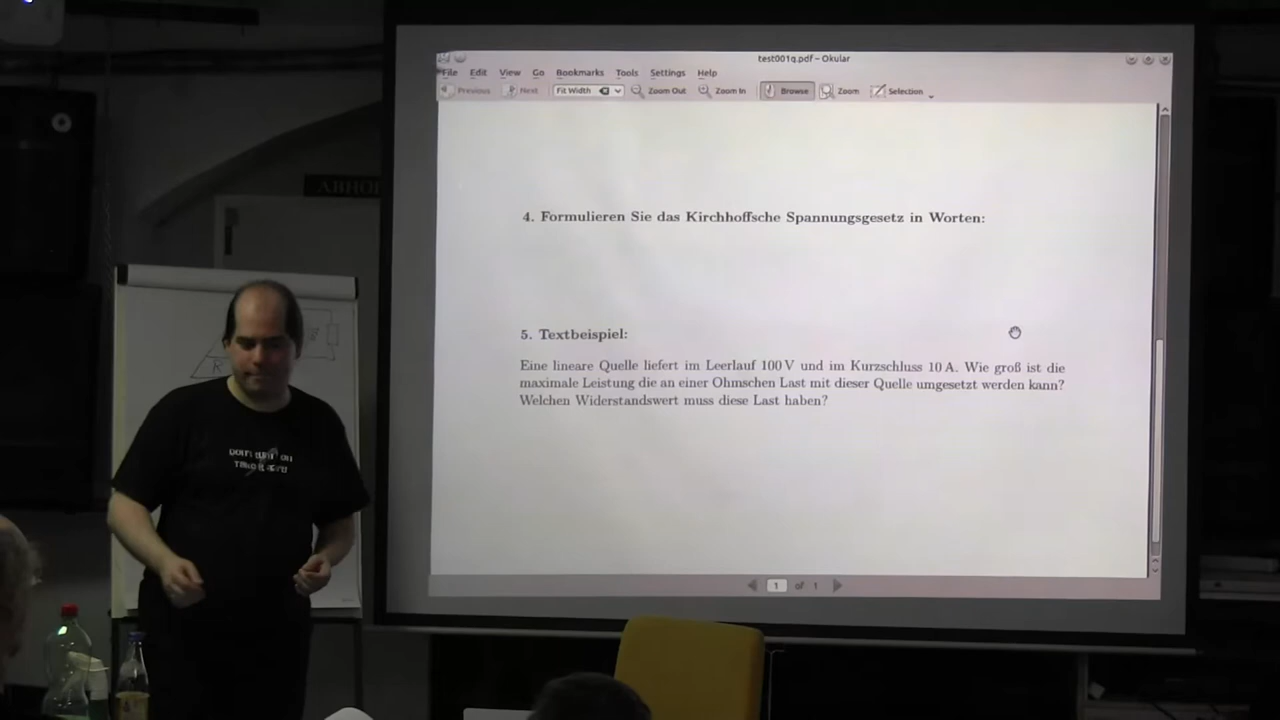 test001q.pdf – Okular
File Edit View Go Bookmarks Tools Settings Help
Previous Next Fit Width Zoom Out Zoom In Browse Zoom Selection
4. Formulieren Sie das Kirchhoffsche Spannungsgesetz in Worten:
5. Textbeispiel:
Eine lineare Quelle liefert im Leerlauf 100 V und im Kurzschluss 10 A. Wie groß ist die
maximale Leistung die an einer Ohmschen Last mit dieser Quelle umgesetzt werden kann?
Welchen Widerstandswert muss diese Last haben?
1 of 1
ABHO
R